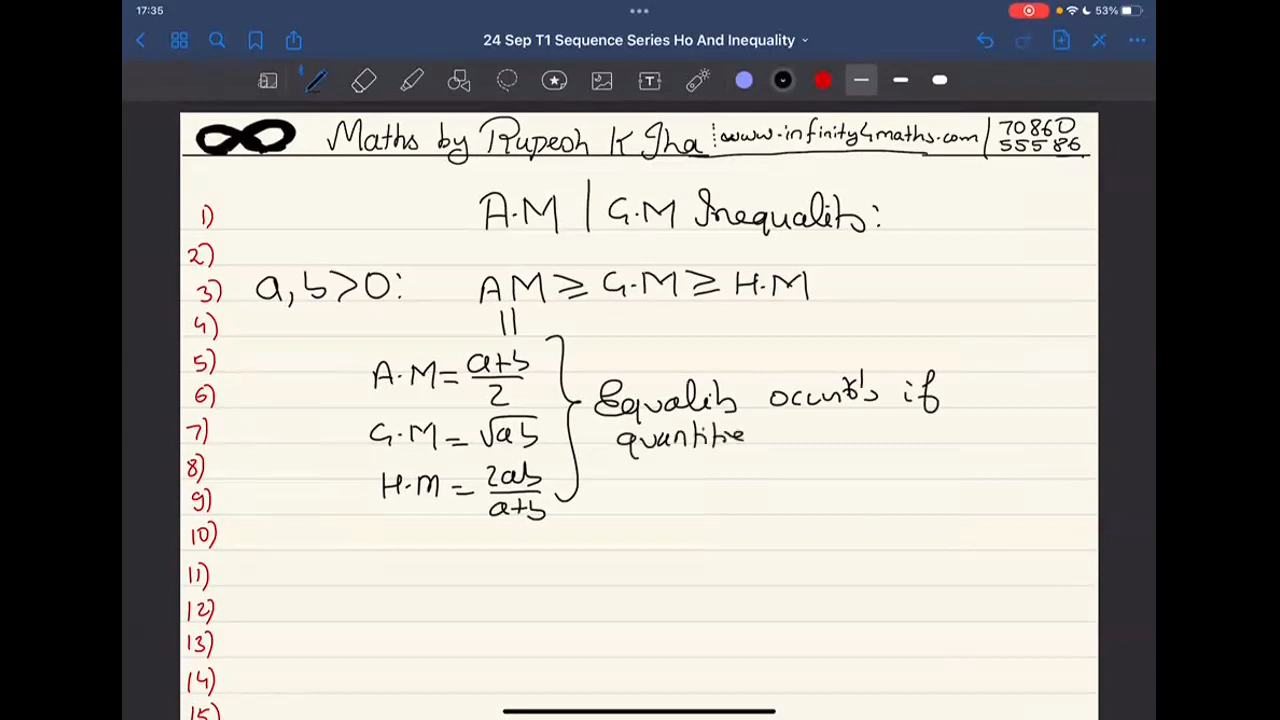 17:35
53%
24 Sep T1 Sequence Series Ho And Inequality
Maths by Rupesh K Jha www.infinity4maths.com | 70860 55586
A.M | G.M Inequality:
a, b > 0: AM ≥ G.M ≥ H.M
A.M = a+b/2
G.M = √ab
H.M = 2ab/a+b
Equality occurs if
quantitie
1)
2)
3)
4)
5)
6)
7)
8)
9)
10)
11)
12)
13)
14)
15)